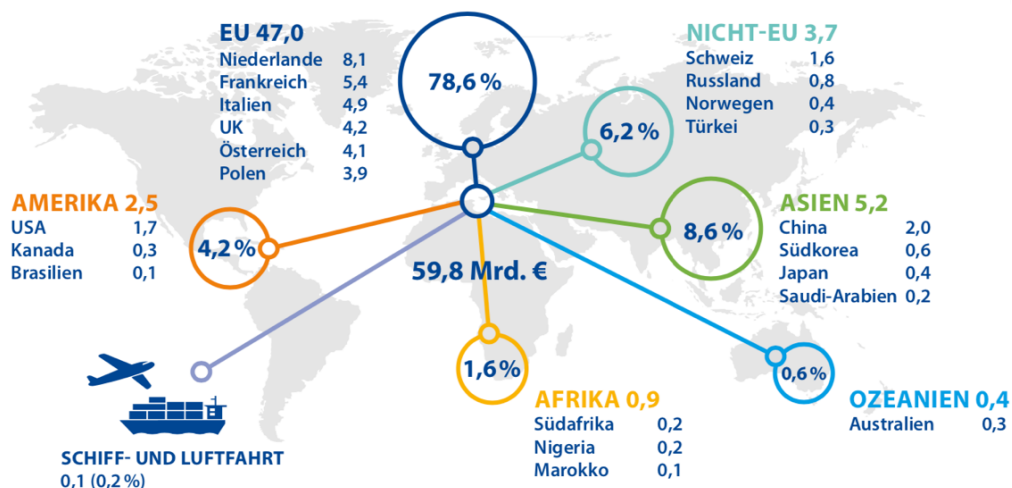 EU 47,0
Niederlande 8,1
Frankreich 5,4
Italien 4,9
UK 4,2
Österreich 4,1
Polen 3,9
78,6 %
NICHT-EU 3,7
Schweiz 1,6
Russland 0,8
Norwegen 0,4
Türkei 0,3
6,2 %
AMERIKA 2,5
USA 1,7
Kanada 0,3
Brasilien 0,1
4,2 %
ASIEN 5,2
China 2,0
Südkorea 0,6
Japan 0,4
Saudi-Arabien 0,2
8,6 %
59,8 Mrd. €
1,6 %
AFRIKA 0,9
Südafrika 0,2
Nigeria 0,2
Marokko 0,1
0,6 %
OZEANIEN 0,4
Australien 0,3
SCHIFF- UND LUFTFAHRT
0,1 (0,2 %)